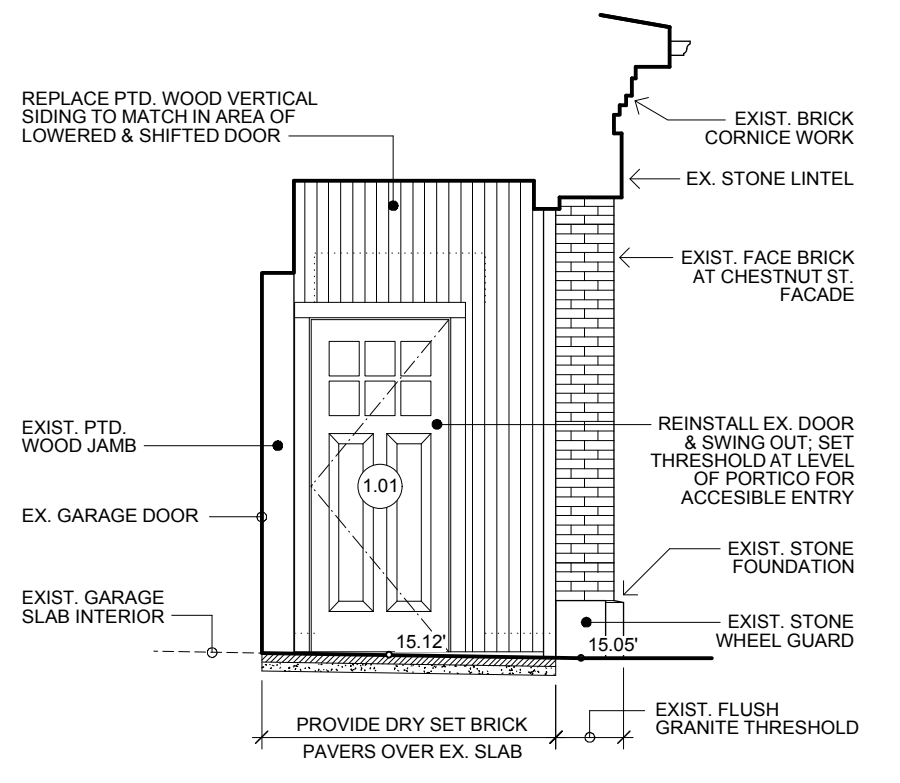 REPLACE PTD. WOOD VERTICAL
SIDING TO MATCH IN AREA OF
LOWERED & SHIFTED DOOR
EXIST. BRICK
CORNICE WORK
EX. STONE LINTEL
EXIST. FACE BRICK
AT CHESTNUT ST.
FACADE
EXIST. PTD.
WOOD JAMB
REINSTALL EX. DOOR
& SWING OUT; SET
THRESHOLD AT LEVEL
OF PORTICO FOR
ACCESIBLE ENTRY
1.01
EX. GARAGE DOOR
EXIST. STONE
FOUNDATION
EXIST. GARAGE
SLAB INTERIOR
EXIST. STONE
WHEEL GUARD
15.12'
15.05'
EXIST. FLUSH
GRANITE THRESHOLD
PROVIDE DRY SET BRICK
PAVERS OVER EX. SLAB